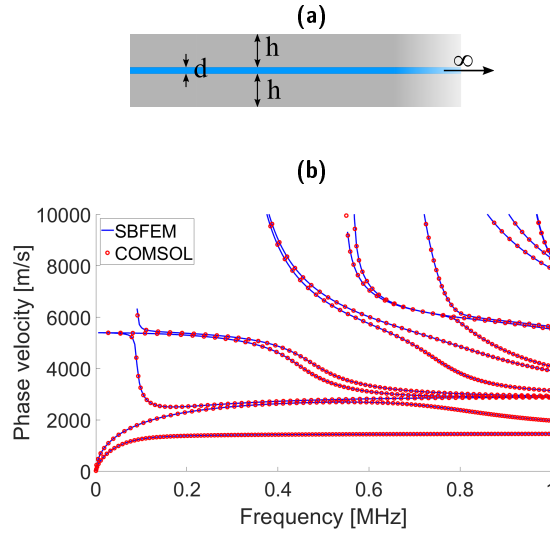 (a)
h
d
∞
h
(b)
10000
8000
6000
4000
2000
0
Phase velocity [m/s]
SBFEM
COMSOL
0 0.2 0.4 0.6 0.8 1
Frequency [MHz]